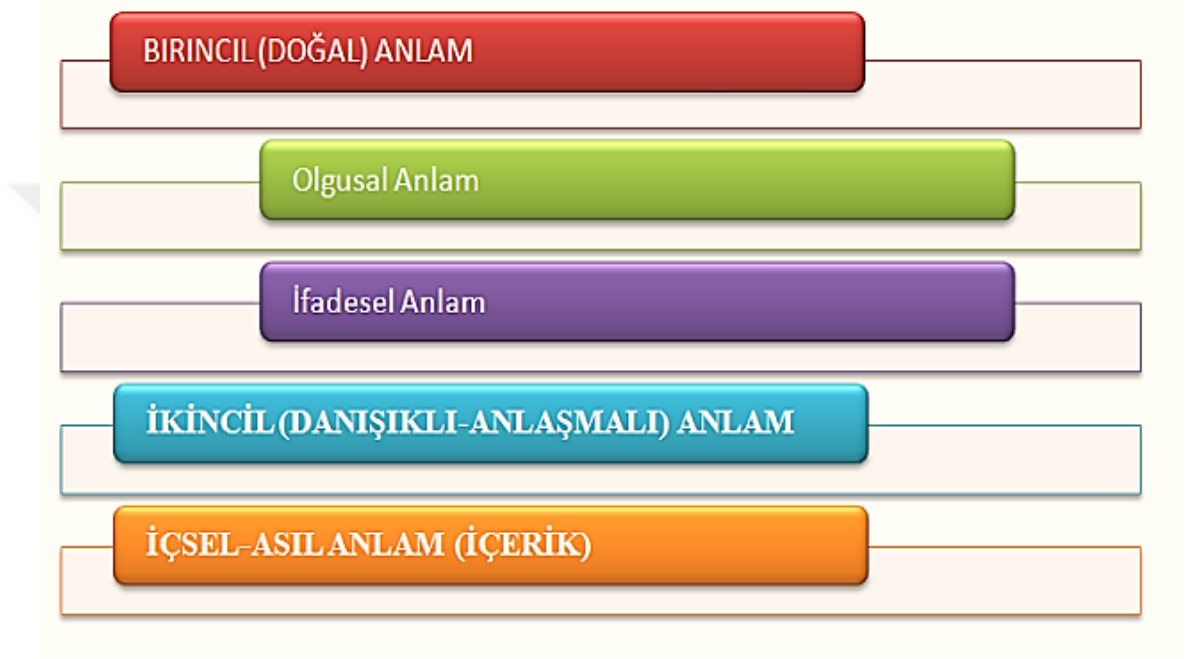 BIRINCIL (DOĞAL) ANLAM
Olgusal Anlam
İfadesel Anlam
İKİNCİL (DANIŞIKLI-ANLAŞMALI) ANLAM
İÇSEL-ASIL ANLAM (İÇERİK)